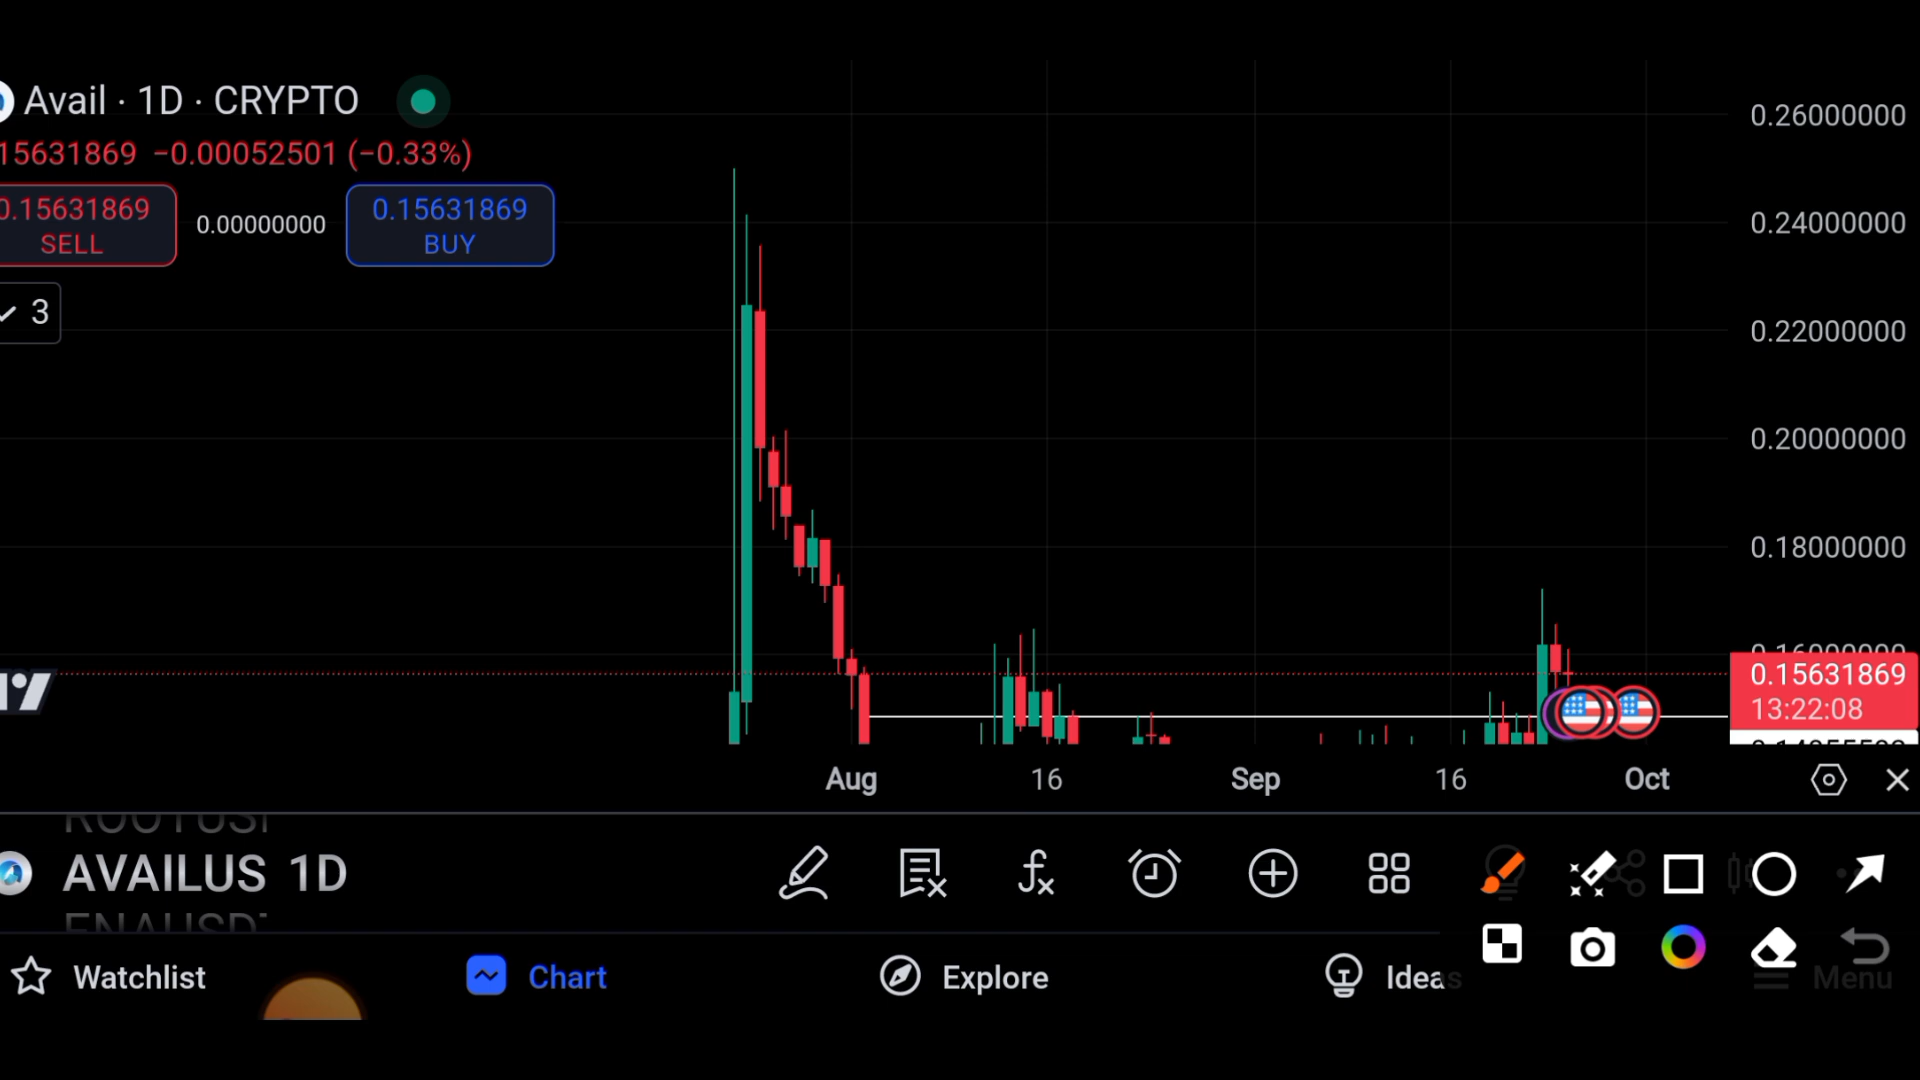 Avail · 1D · CRYPTO
15631869 −0.00052501 (−0.33%)
0.15631869
SELL
0.00000000
0.15631869
BUY
3
0.26000000
0.24000000
0.22000000
0.20000000
0.18000000
0.16000000
0.15631869
13:22:08
Aug 16 Sep 16 Oct
AVAILUS 1D
Watchlist
Chart
Explore
Ideas
Menu